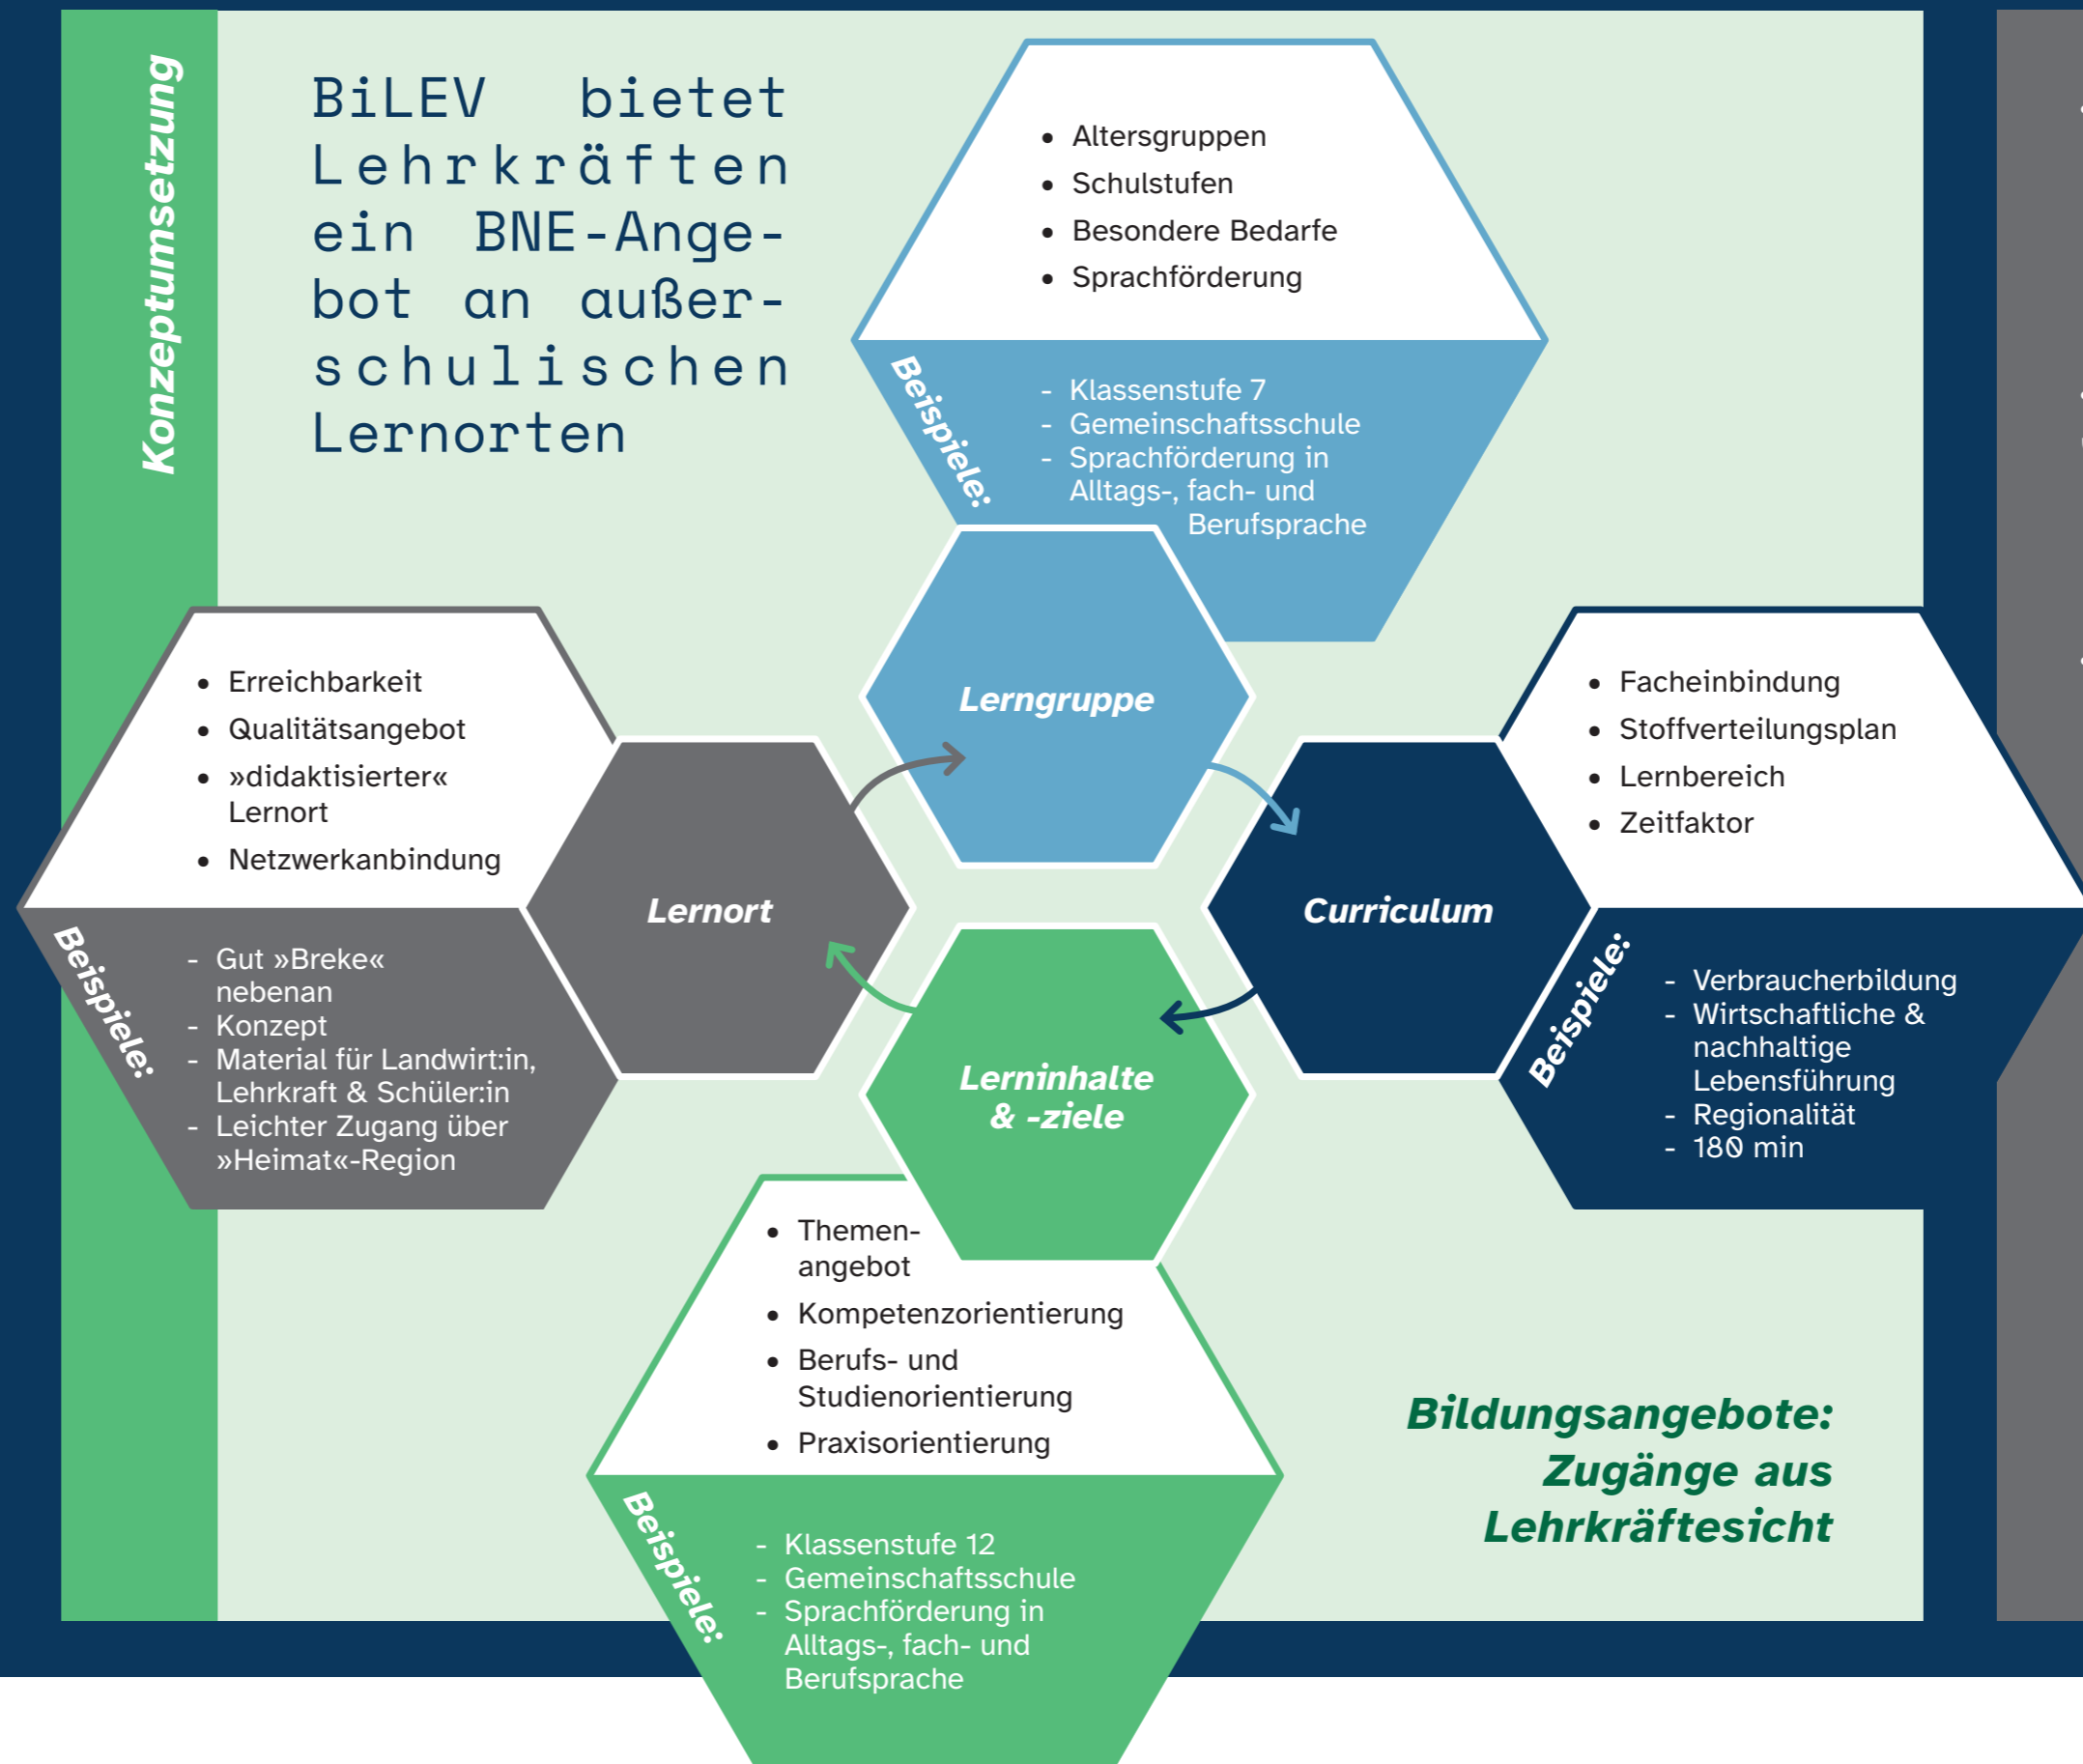 Konzeptumsetzung
BiLEV bietet
Lehrkräften
ein BNE-Ange-
bot an außer-
schulischen
Lernorten
• Altersgruppen
• Schulstufen
• Besondere Bedarfe
• Sprachförderung
Beispiele:
- Klassenstufe 7
- Gemeinschaftsschule
- Sprachförderung in
Alltags-, fach- und
Berufsprache
Lerngruppe
• Erreichbarkeit
• Qualitätsangebot
• »didaktisierter«
Lernort
• Netzwerkanbindung
Lernort
Beispiele:
- Gut »Breke«
nebenan
- Konzept
- Material für Landwirt:in,
Lehrkraft & Schüler:in
- Leichter Zugang über
»Heimat«-Region
• Facheinbindung
• Stoffverteilungsplan
• Lernbereich
• Zeitfaktor
Curriculum
Beispiele:
- Verbraucherbildung
- Wirtschaftliche &
nachhaltige
Lebensführung
- Regionalität
- 180 min
Lerninhalte
& -ziele
• Themen-
angebot
• Kompetenzorientierung
• Berufs- und
Studienorientierung
• Praxisorientierung
Beispiele:
- Klassenstufe 12
- Gemeinschaftsschule
- Sprachförderung in
Alltags-, fach- und
Berufsprache
Bildungsangebote:
Zugänge aus
Lehrkräftesicht